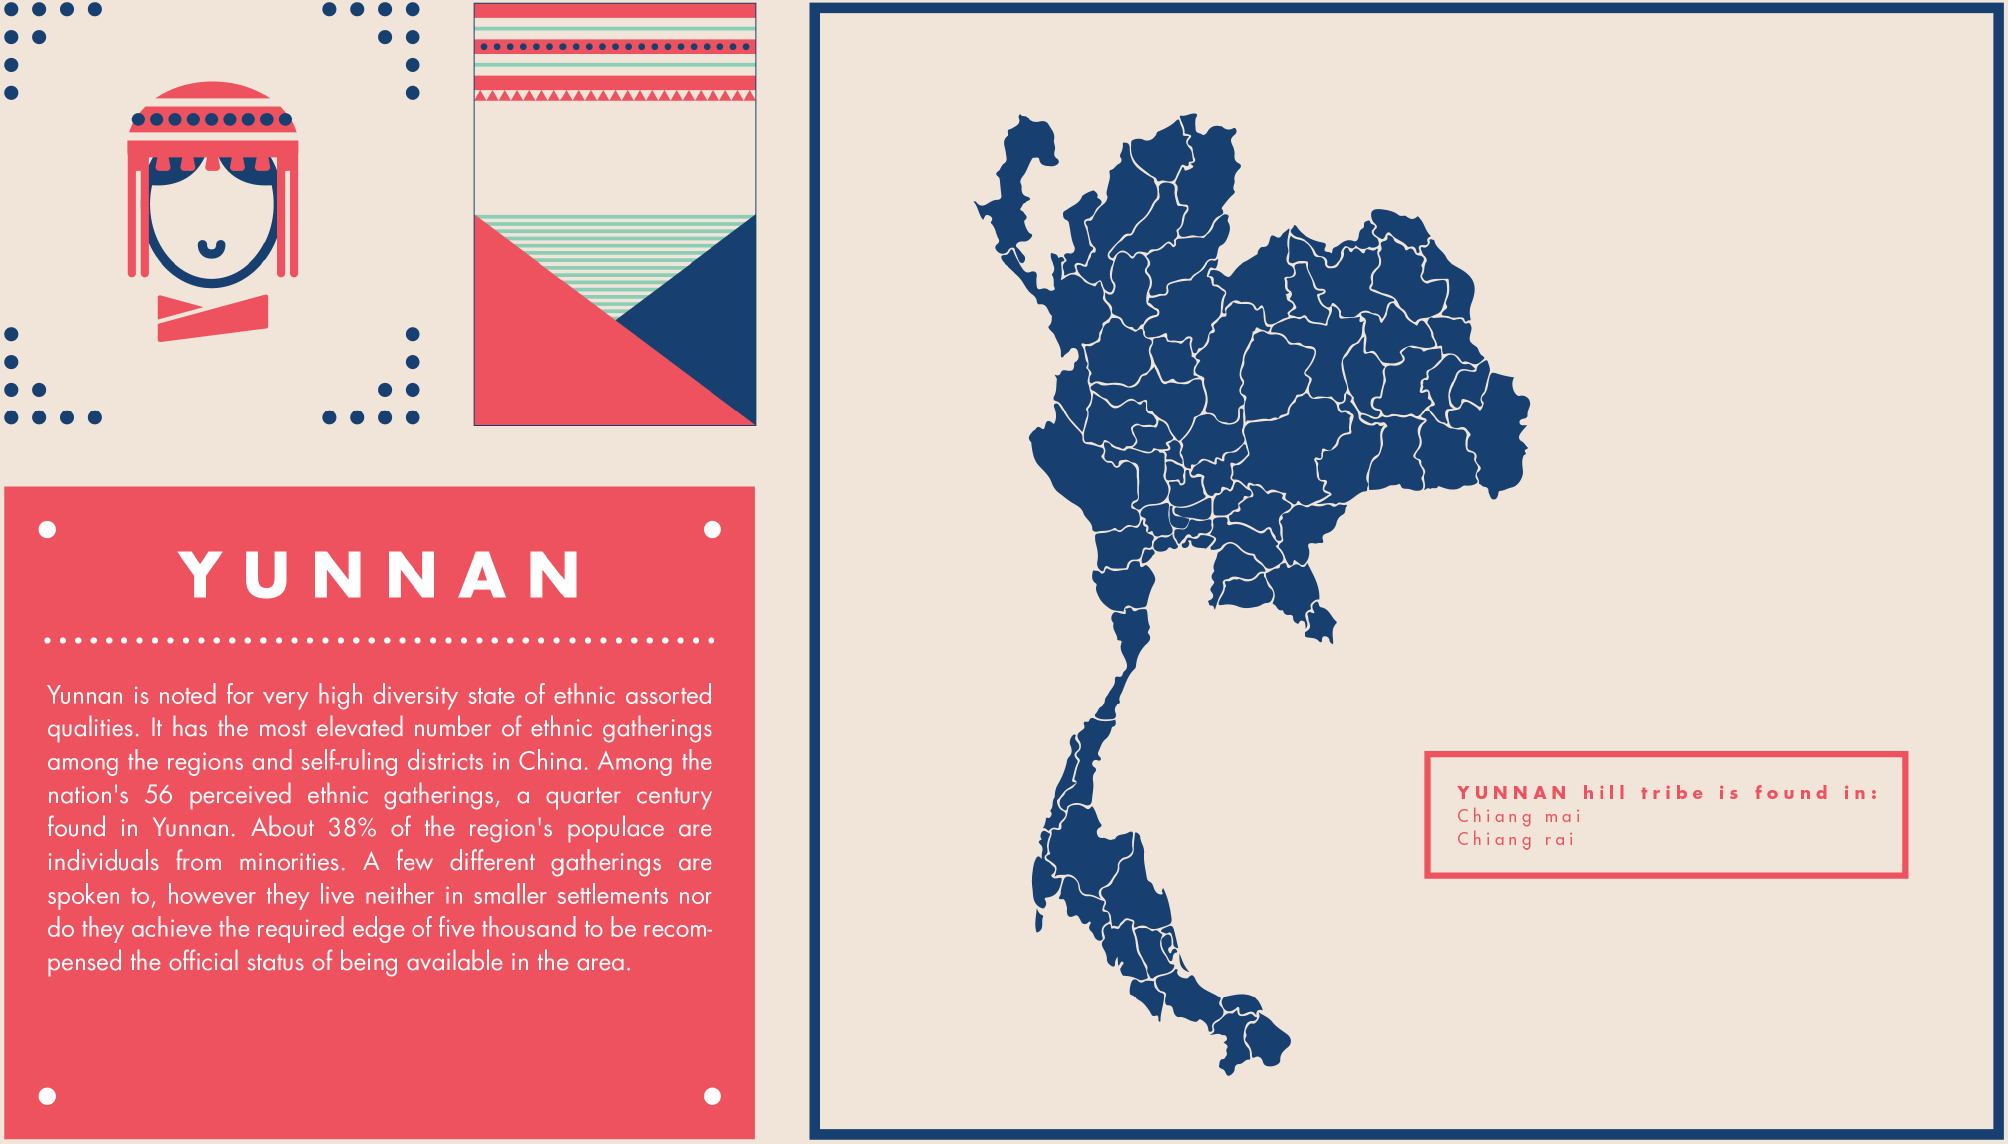 YUNNAN
Yunnan is noted for very high diversity state of ethnic assorted
qualities. It has the most elevated number of ethnic gatherings
among the regions and self-ruling districts in China. Among the
nation's 56 perceived ethnic gatherings, a quarter century
found in Yunnan. About 38% of the region's populace are
individuals from minorities. A few different gatherings are
spoken to, however they live neither in smaller settlements nor
do they achieve the required edge of five thousand to be recom-
pensed the official status of being available in the area.
YUNNAN hill tribe is found in:
Chiang mai
Chiang rai